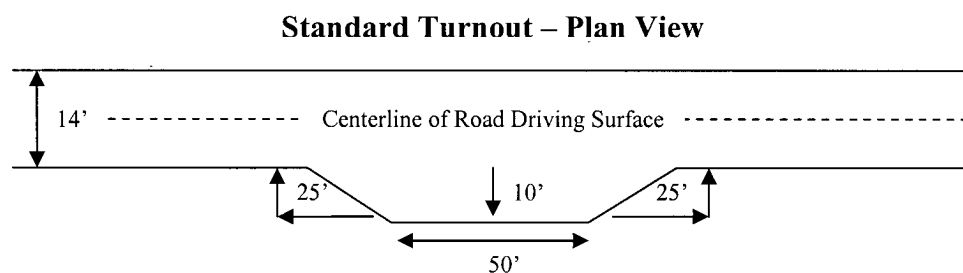 Standard Turnout – Plan View
14’
Centerline of Road Driving Surface
25’
10’
25’
50’